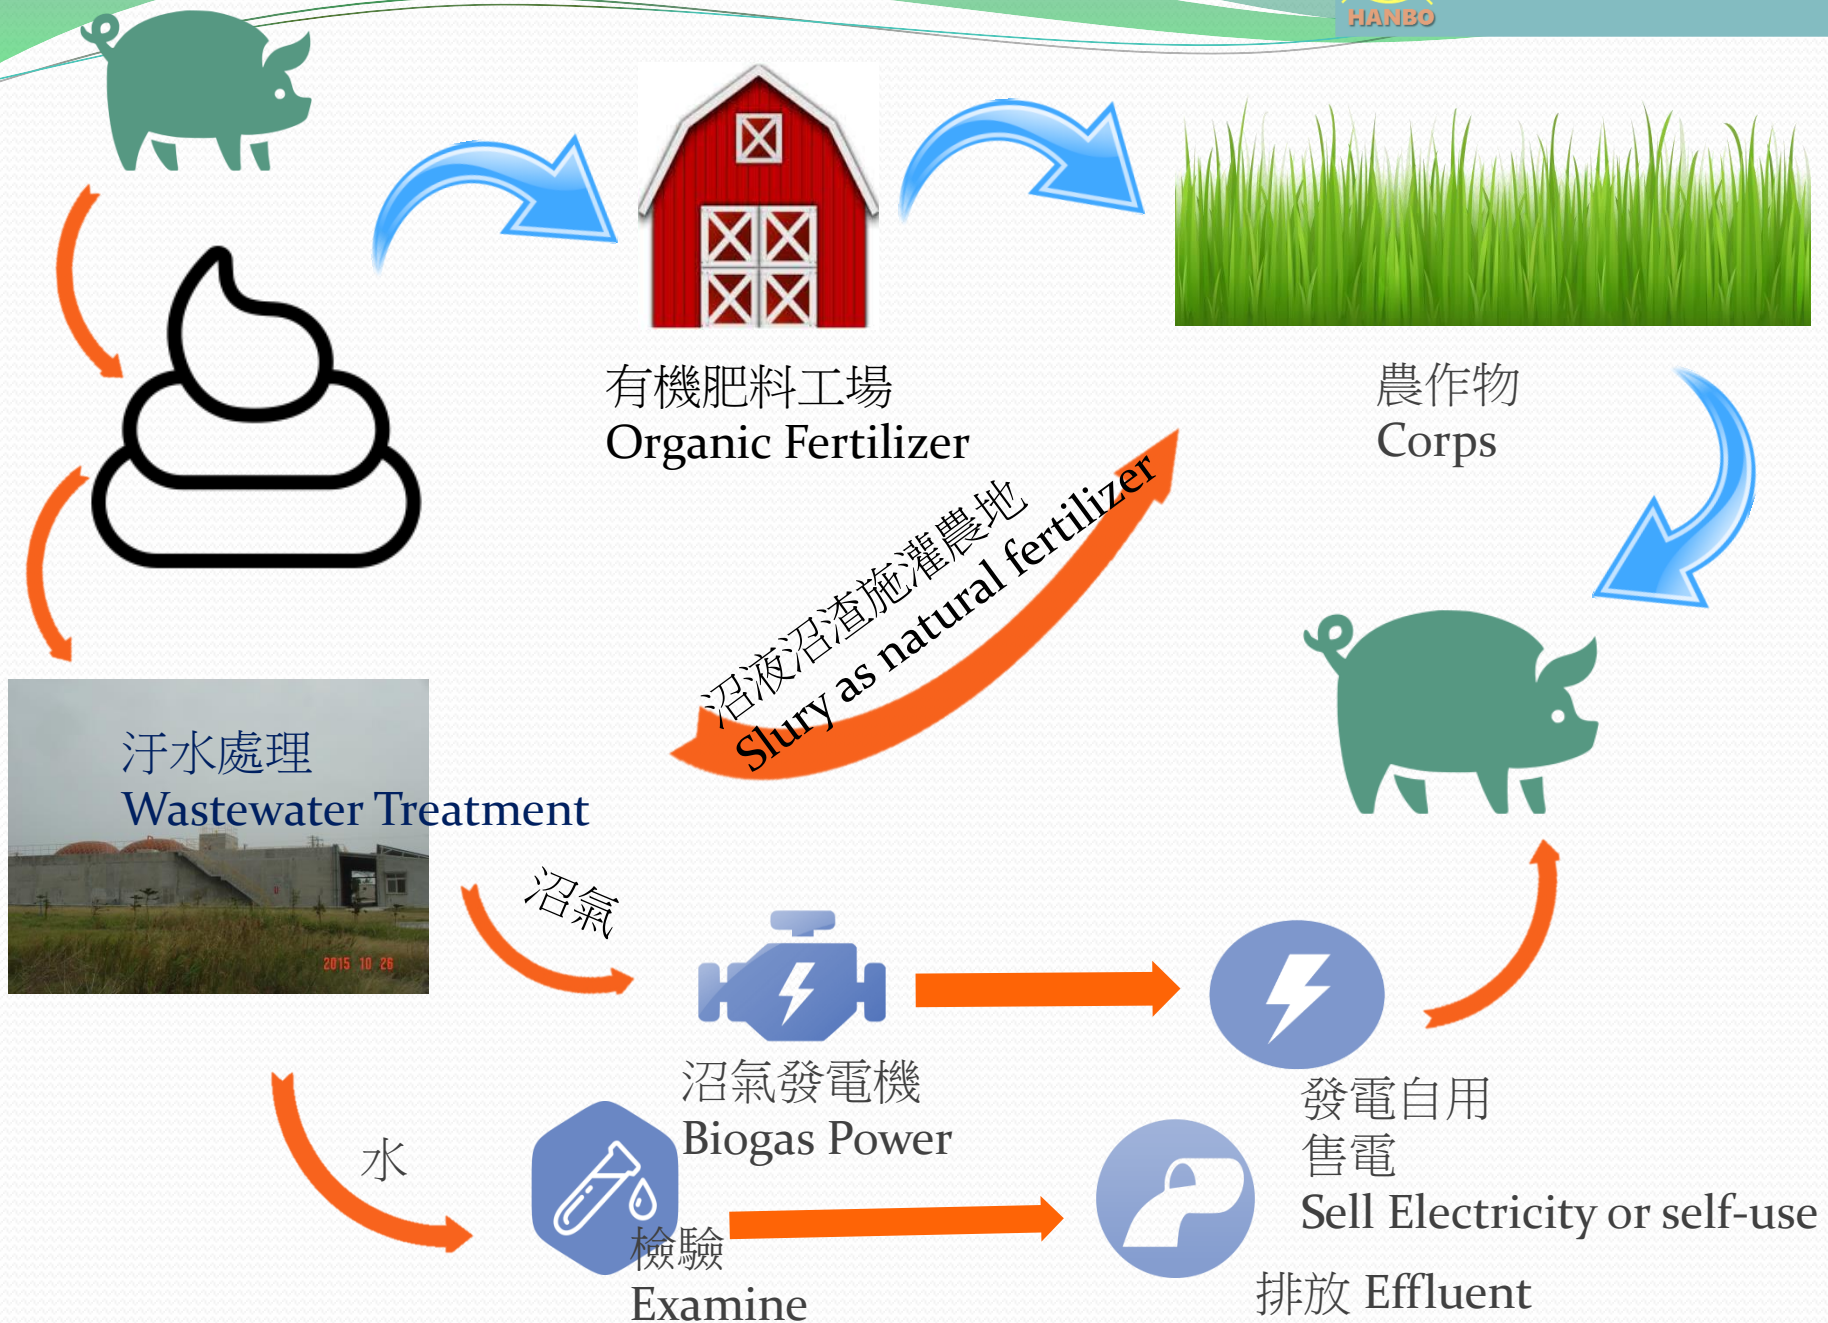 HANBO
有機肥料工場
Organic Fertilizer
農作物
Corps
沼液沼渣施灌農地
Slury as natural fertilizer
汙水處理
Wastewater Treatment
2015 10 26
沼氣
沼氣發電機
Biogas Power
發電自用
售電
Sell Electricity or self-use
水
檢驗
Examine
排放 Effluent